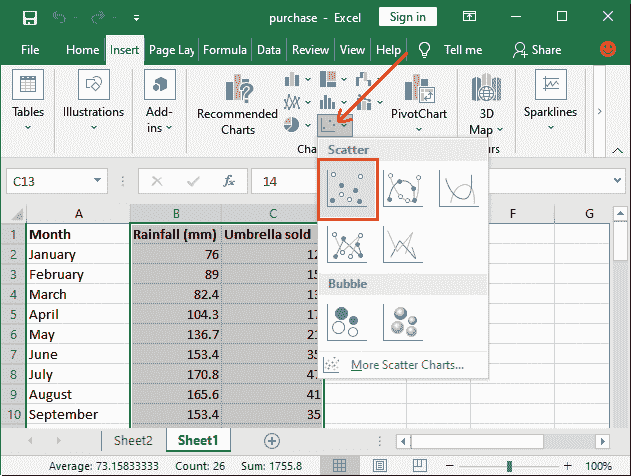 purchase - Excel
Sign in
File Insert Page Lay Formula Data Review View Help Tell me Share
Tables Illustrations Add-ins Recommended Charts PivotChart 3D Map Sparklines
Scatter
C13 fx 14
A B C F G
1 Month Rainfall (mm) Umbrella sold
2 January 76 12
3 February 89 15
4 March 82.4 13
5 April 104.3 17
6 May 136.7 21
Bubble
7 June 153.4 35
8 July 170.8 41
9 August 165.6 41
More Scatter Charts...
10 September 153.4 35
Sheet2 Sheet1
Average: 73.15833333 Count: 26 Sum: 1755.8 100%